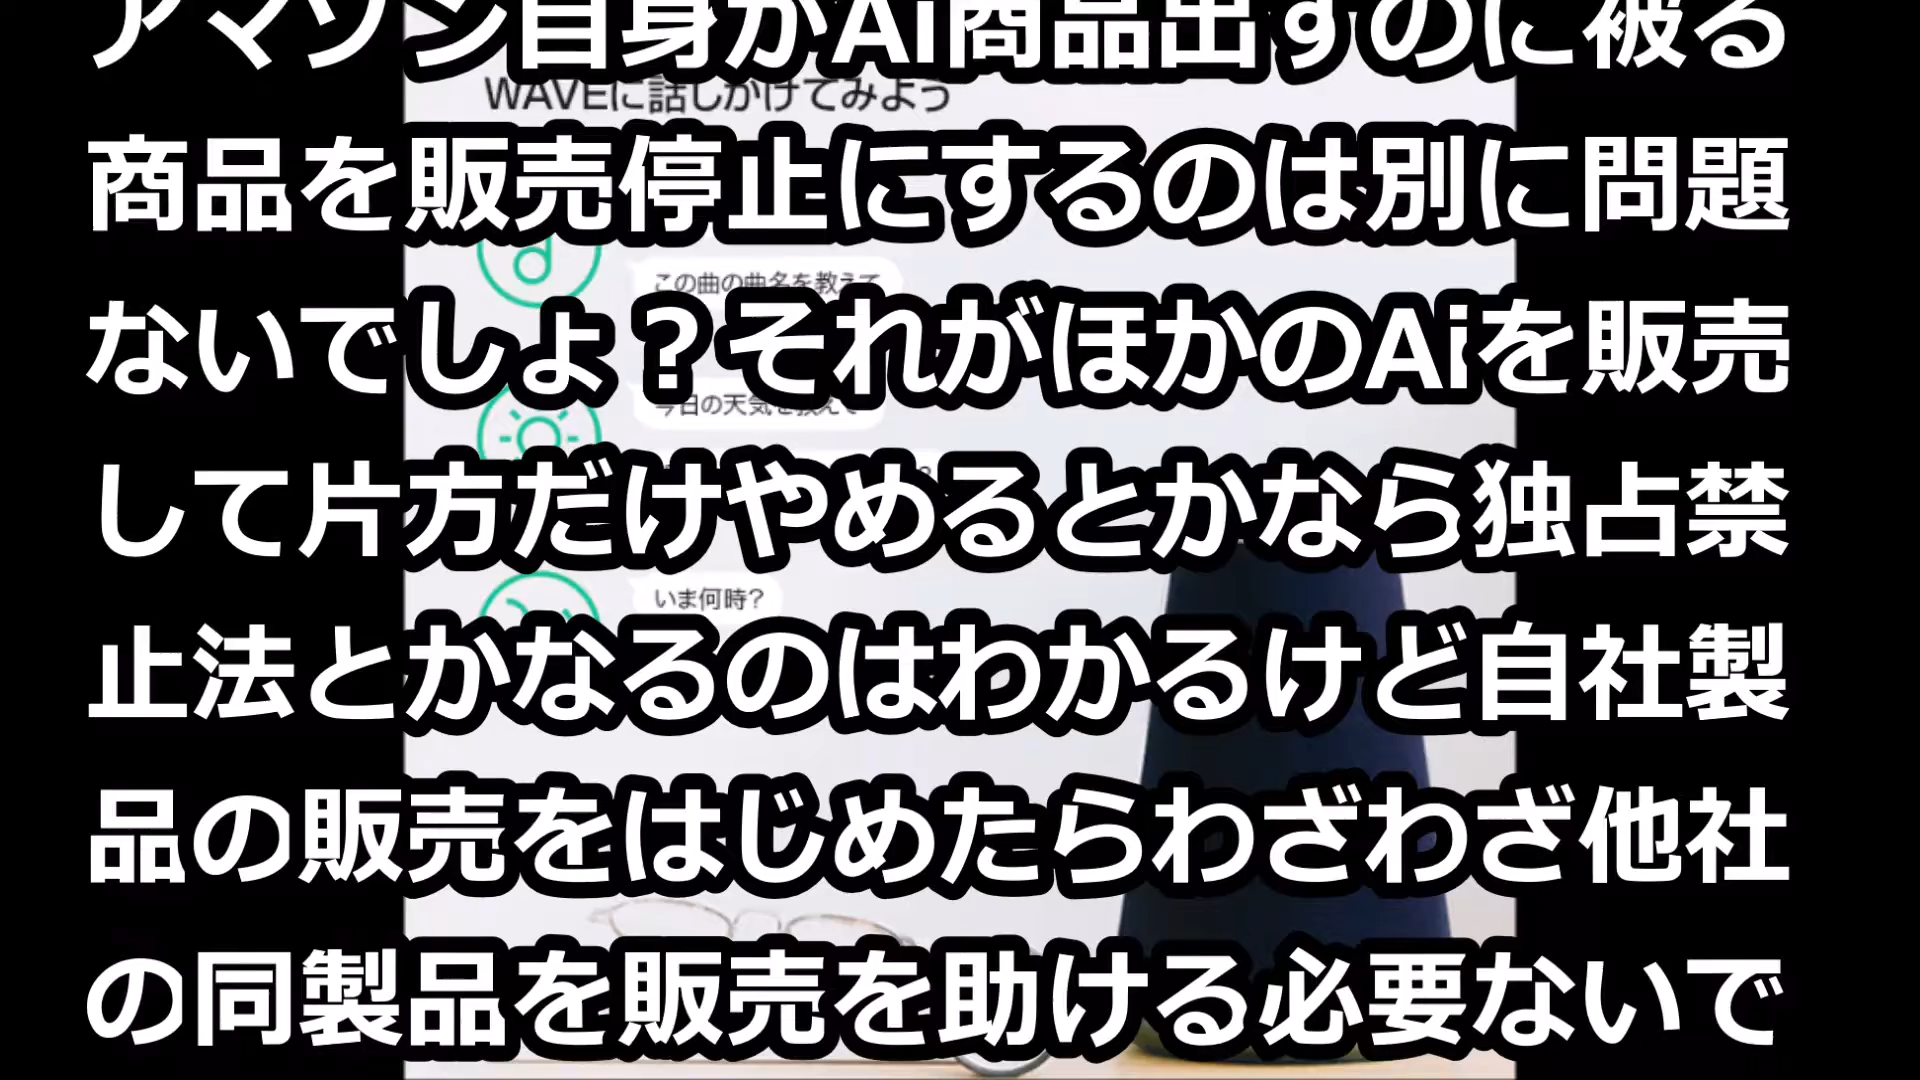 アマゾン自身がAi商品出すのに被る
WAVEに話しかけてみよう
商品を販売停止にするのは別に問題
この曲の曲名を教えて
ないでしょ？それがほかのAiを販売
今日の天気を教えて
して片方だけやめるとかなら独占禁
いま何時?
止法とかなるのはわかるけど自社製
品の販売をはじめたらわざわざ他社
の同製品を販売を助ける必要ないで